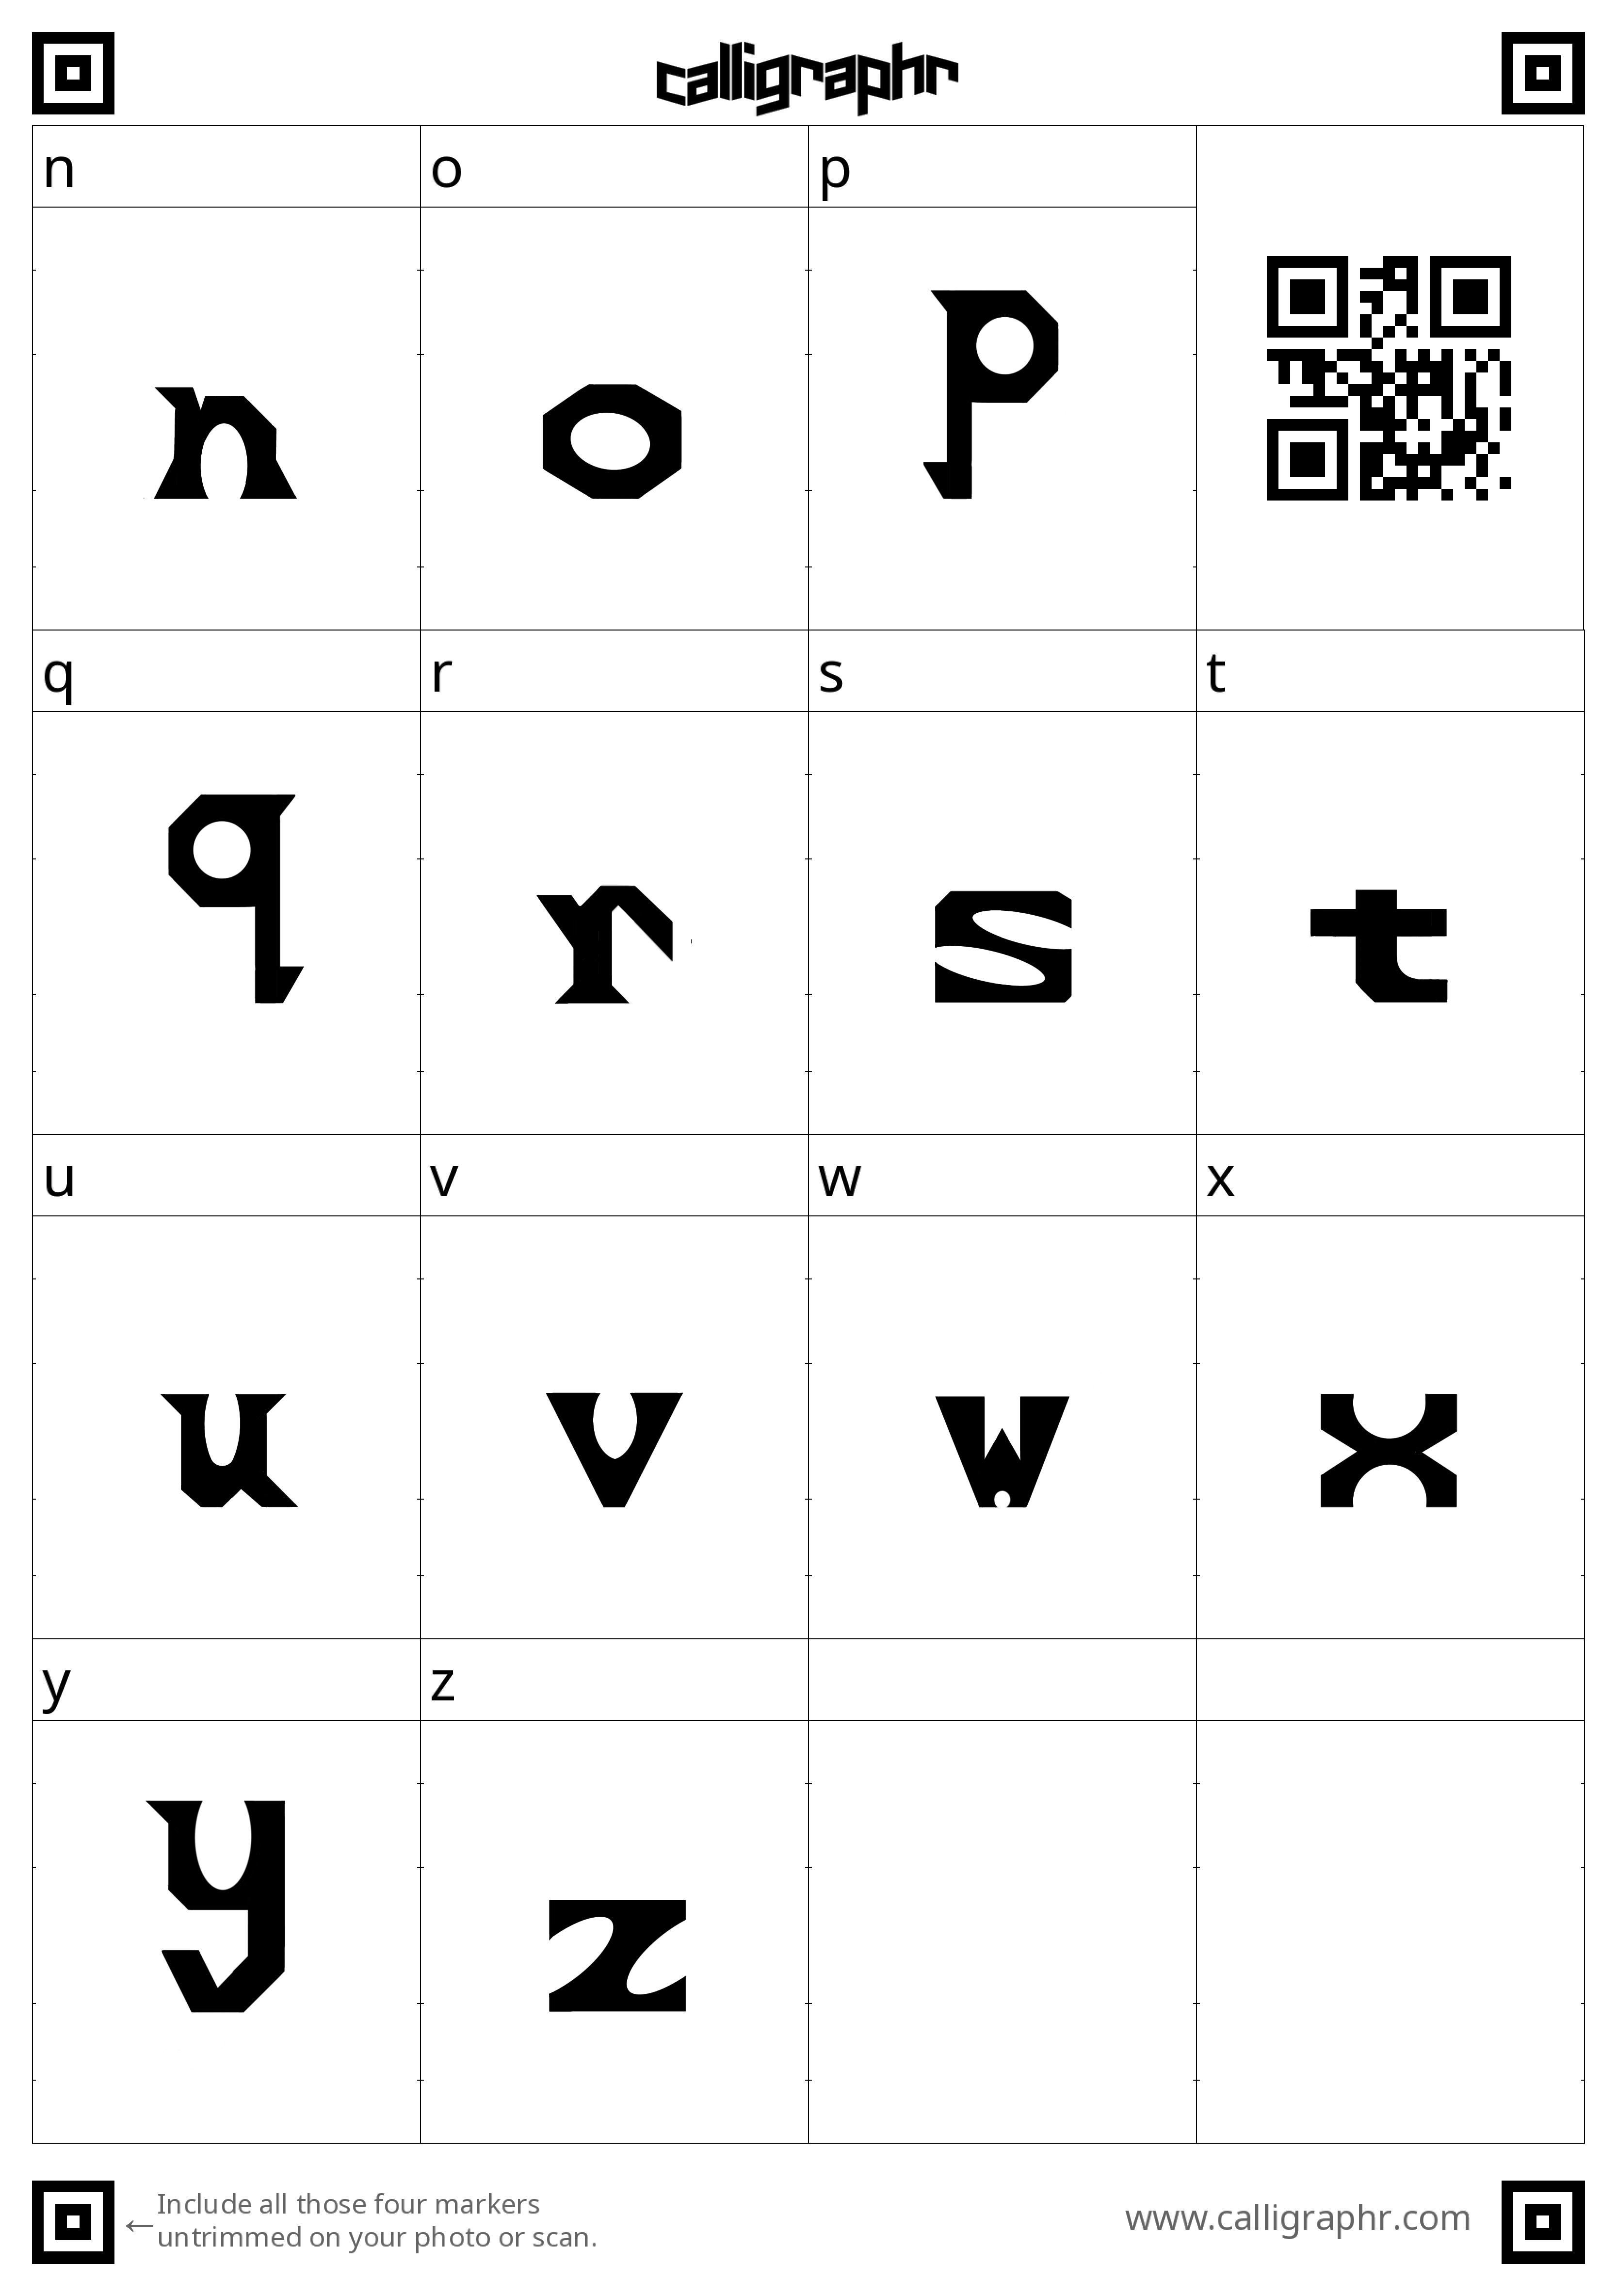 calligraphr
n o p
n o p
q r s t
q r s t
u v w x
u v w x
y z
y z
←Include all those four markers
untrimmed on your photo or scan.
www.calligraphr.com